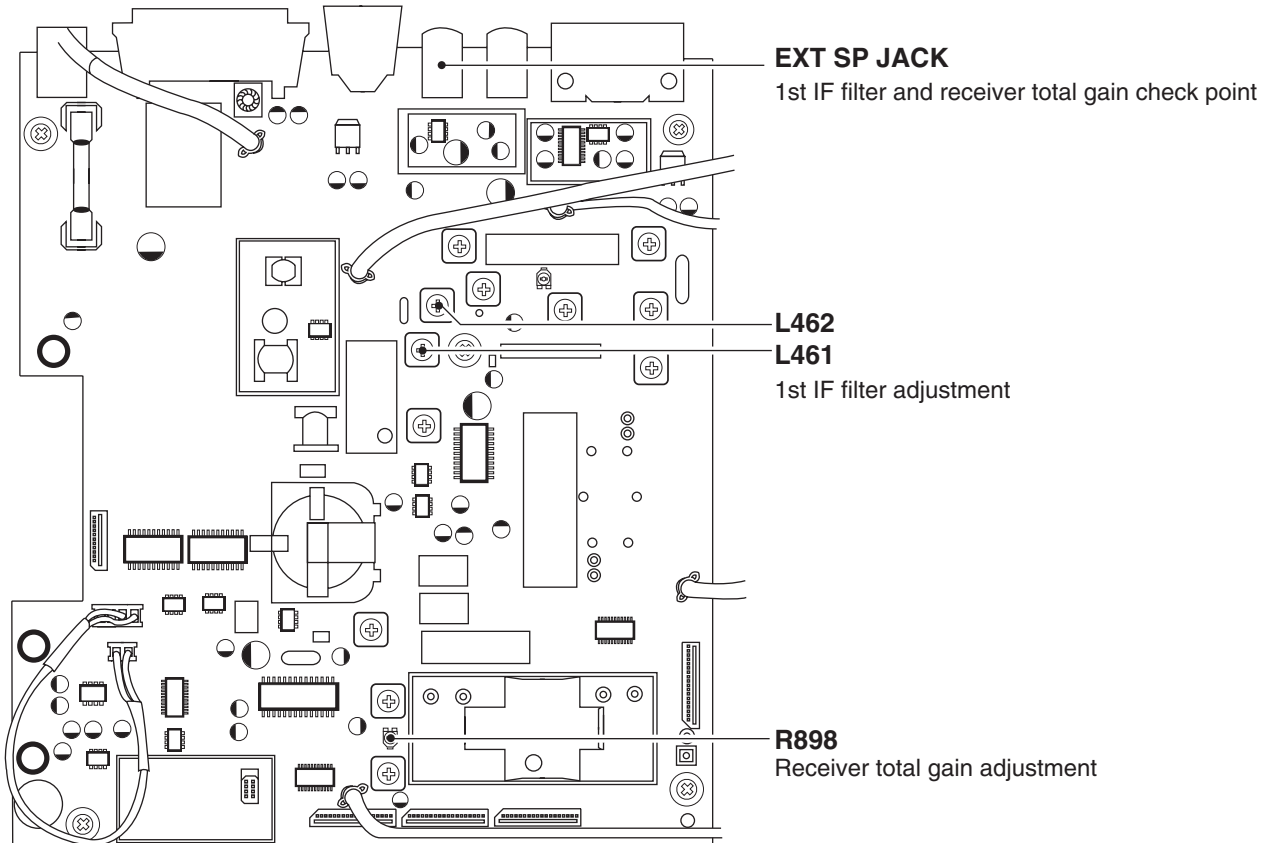 EXT SP JACK
1st IF filter and receiver total gain check point
L462
L461
1st IF filter adjustment
R898
Receiver total gain adjustment